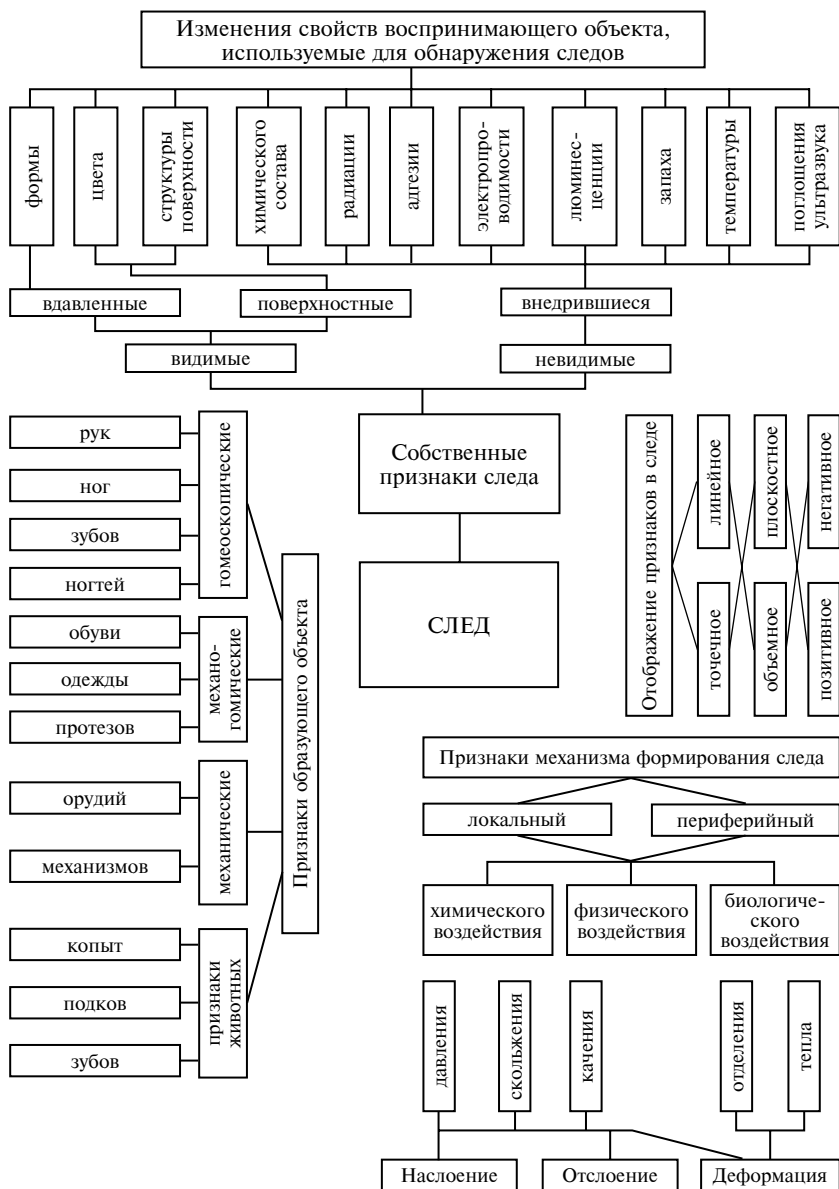 Изменения свойств воспринимающего объекта,
используемые для обнаружения следов
формы
цвета
структуры
поверхности
химического
состава
радиации
адгезии
электропро-
водимости
люминес-
ценции
запаха
температуры
поглощения
ультразвука
вдавленные
поверхностные
внедрившиеся
видимые
невидимые
Собственные
признаки следа
СЛЕД
рук
ног
зубов
ногтей
гомеоскопические
обуви
одежды
протезов
механо-
гомические
орудий
механизмов
механические
копыт
подков
зубов
признаки
животных
Признаки образующего объекта
Отображение признаков в следе
линейное
плоскостное
негативное
точечное
объемное
позитивное
Признаки механизма формирования следа
локальный
периферийный
химического
воздействия
физического
воздействия
биологиче-
ского
воздействия
давления
скольжения
качения
отделения
тепла
Наслоение
Отслоение
Деформация